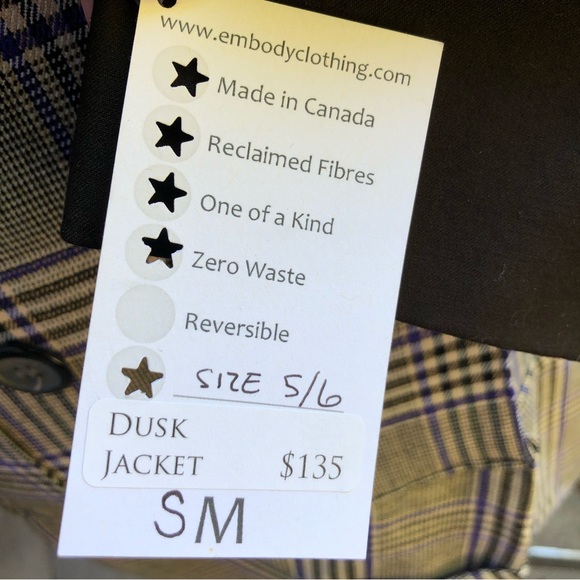 www.embodyclothing.com
Made in Canada
Reclaimed Fibres
One of a Kind
Zero Waste
Reversible
SIZE 5/6
DUSK
JACKET $135
SM